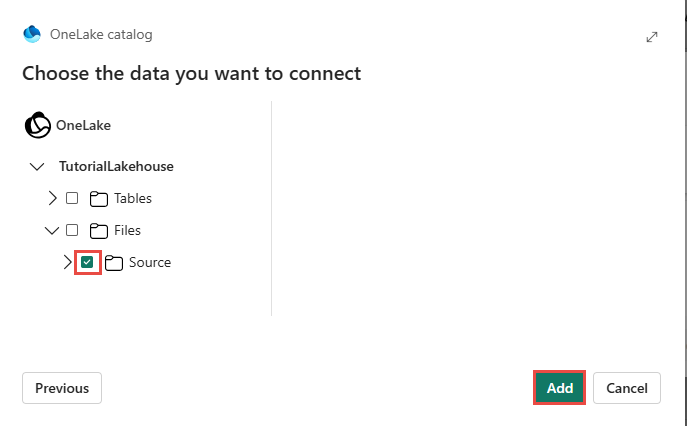 OneLake catalog
Choose the data you want to connect
OneLake
TutorialLakehouse
Tables
Files
Source
Previous
Add
Cancel